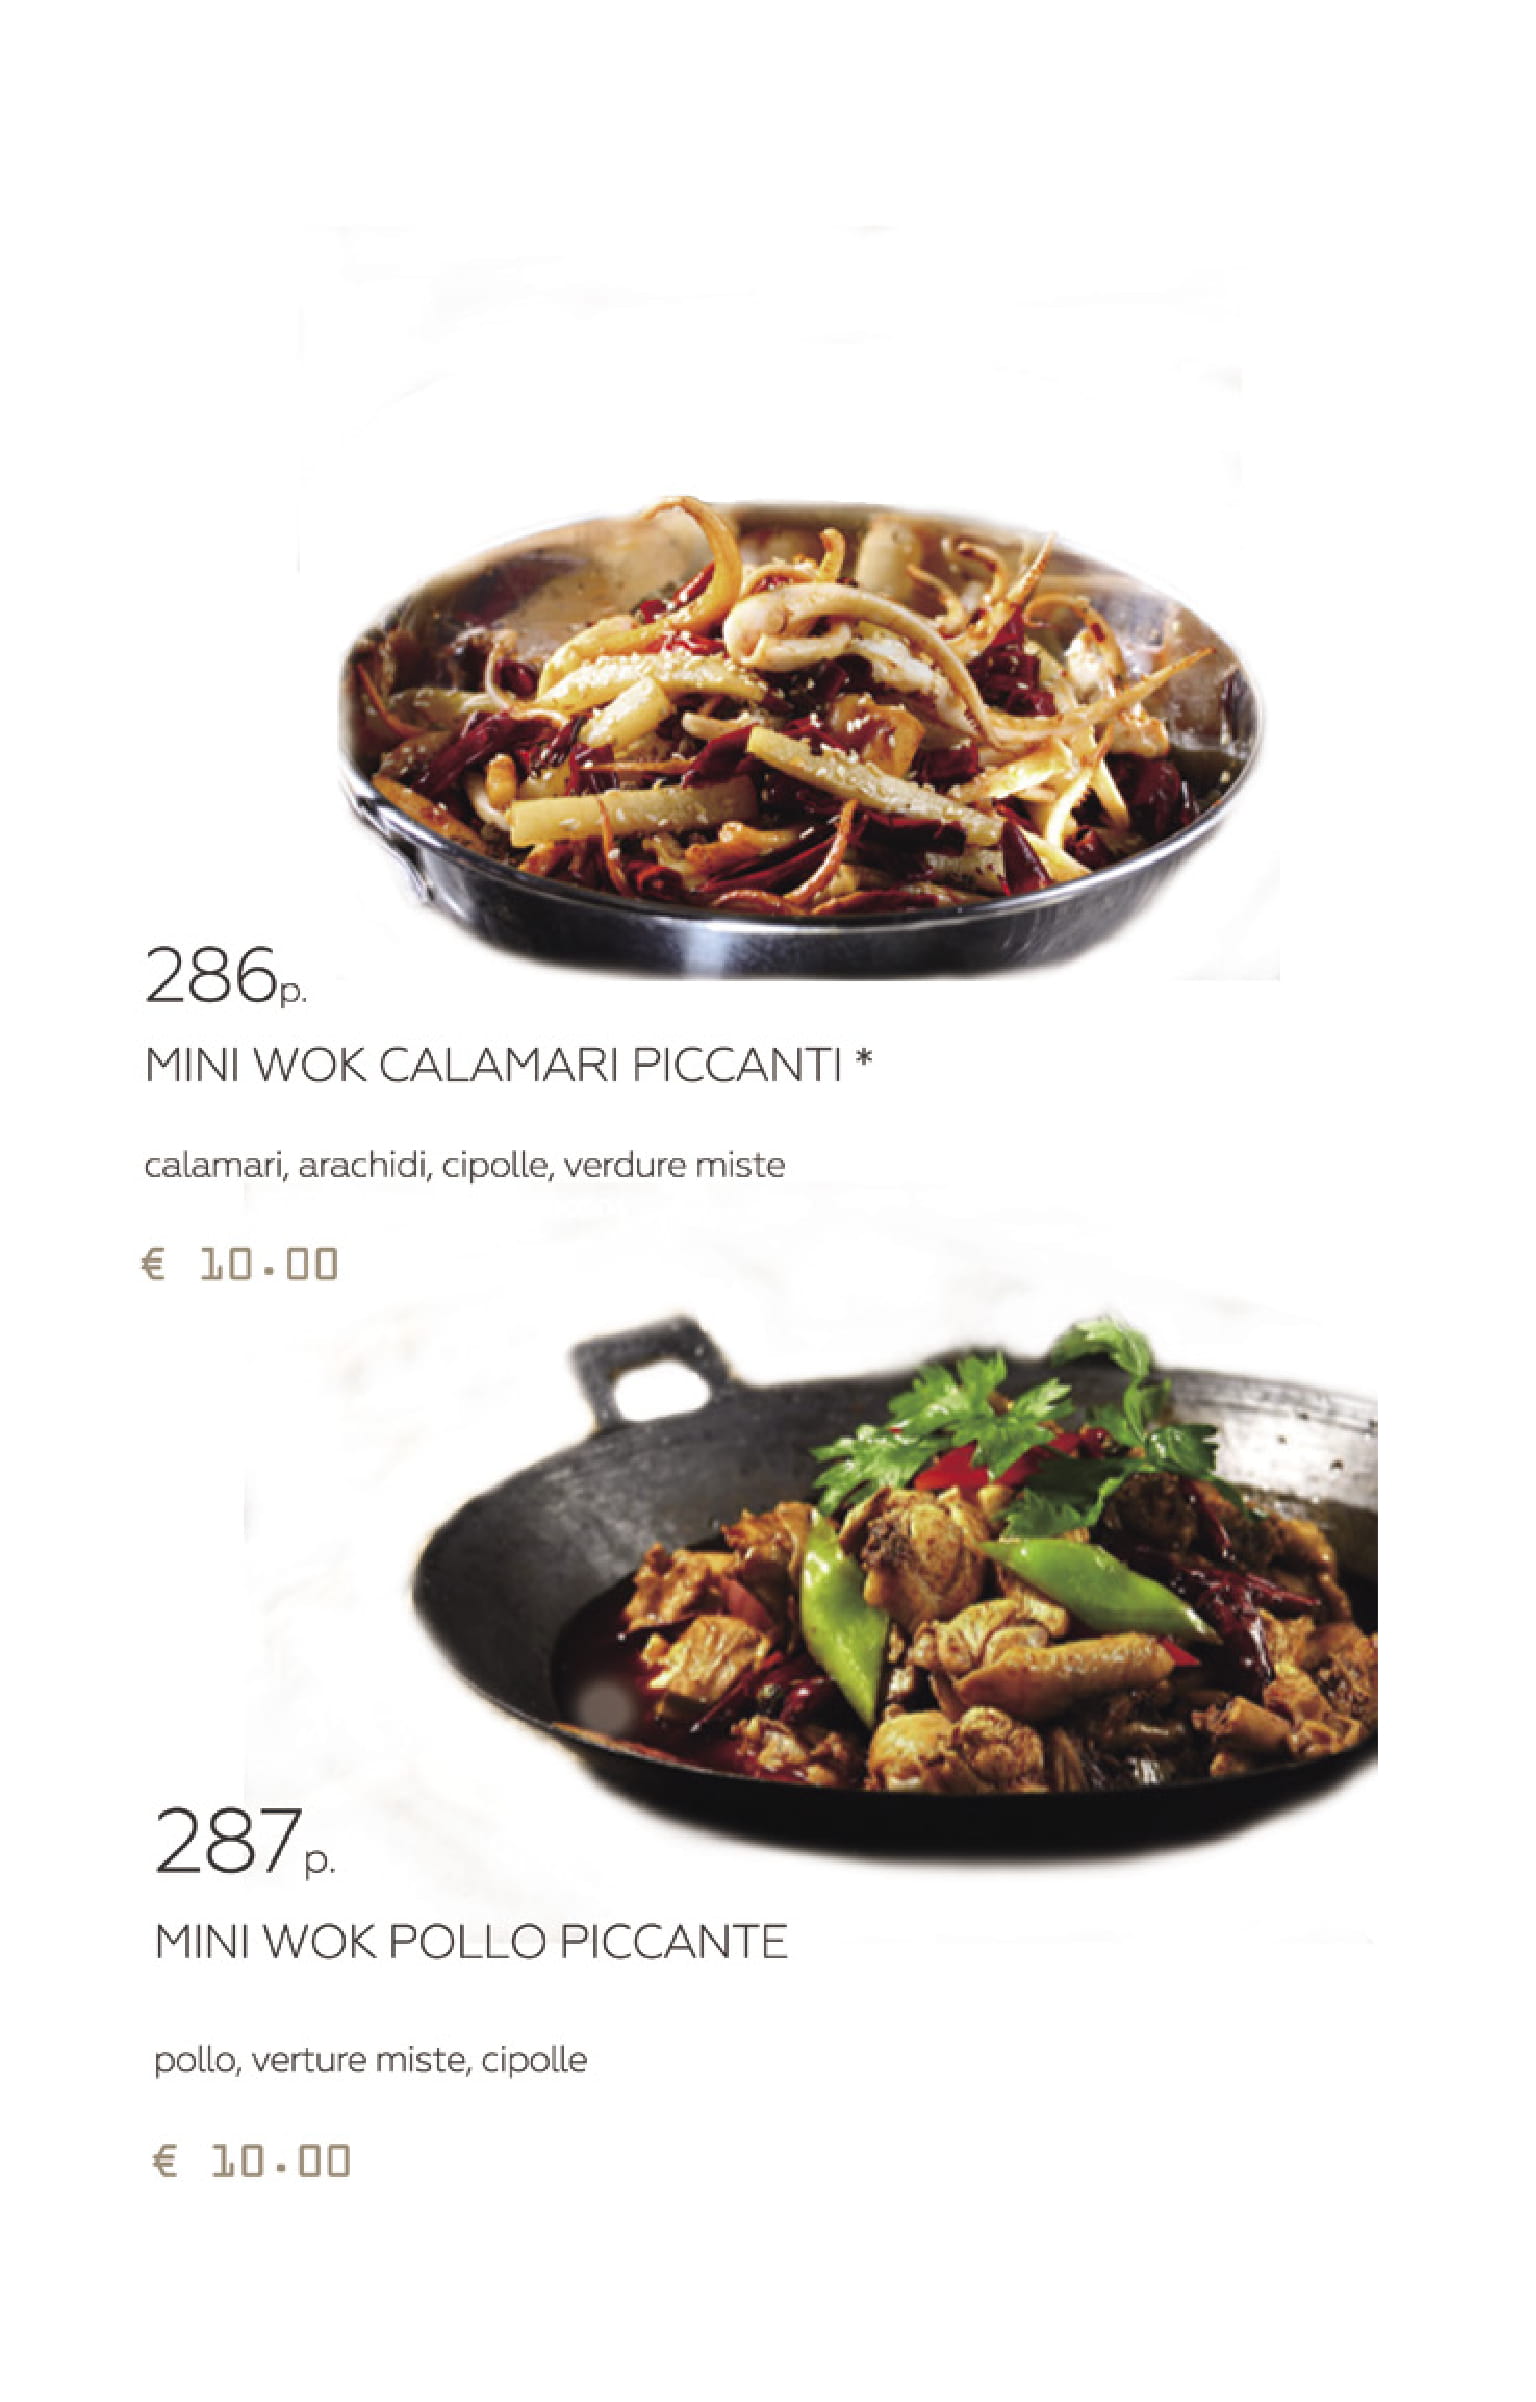 286p.
MINI WOK CALAMARI PICCANTI *
calamari, arachidi, cipolle, verdure miste
€ 10.00
287p.
MINI WOK POLLO PICCANTE
pollo, verture miste, cipolle
€ 10.00